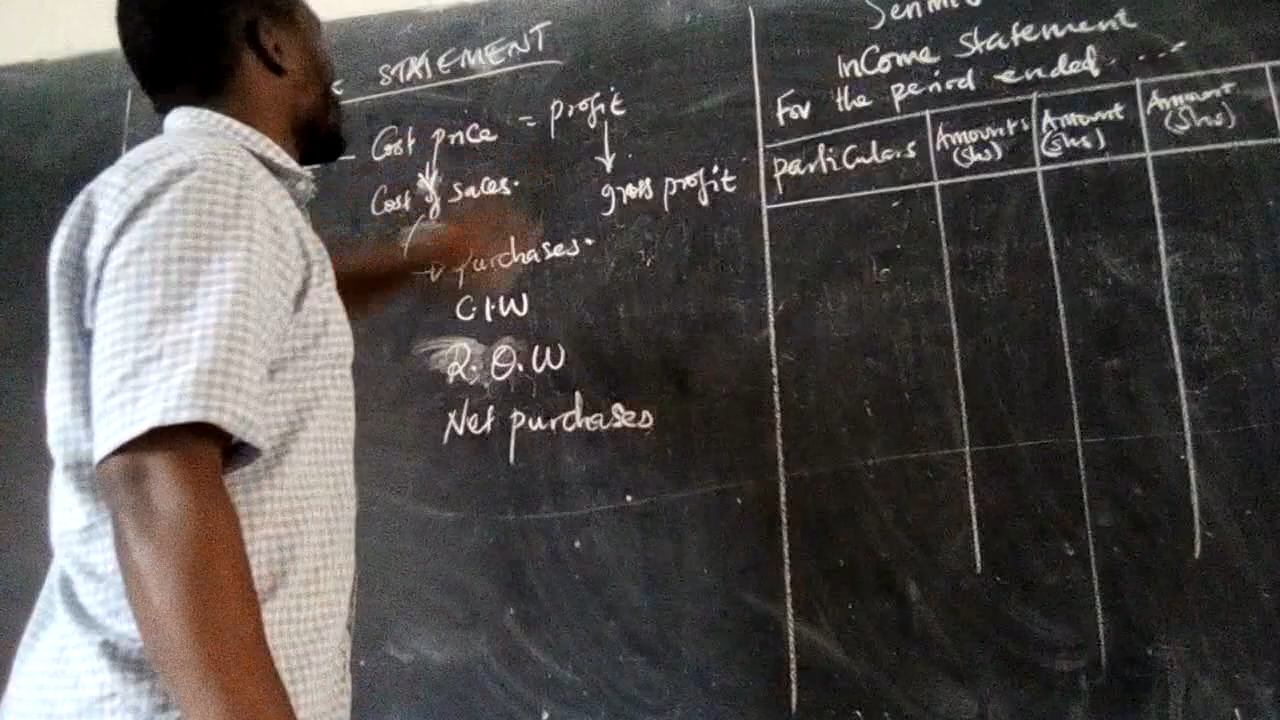 STATEMENT
- Cost price = profit
Cost of sales.
gross profit
purchases.
C.I.W
R.O.W
Net purchases
Income Statement
For the period ended....
particulars
Amounts (shs)
Amount (shs)
Amount (Shs)